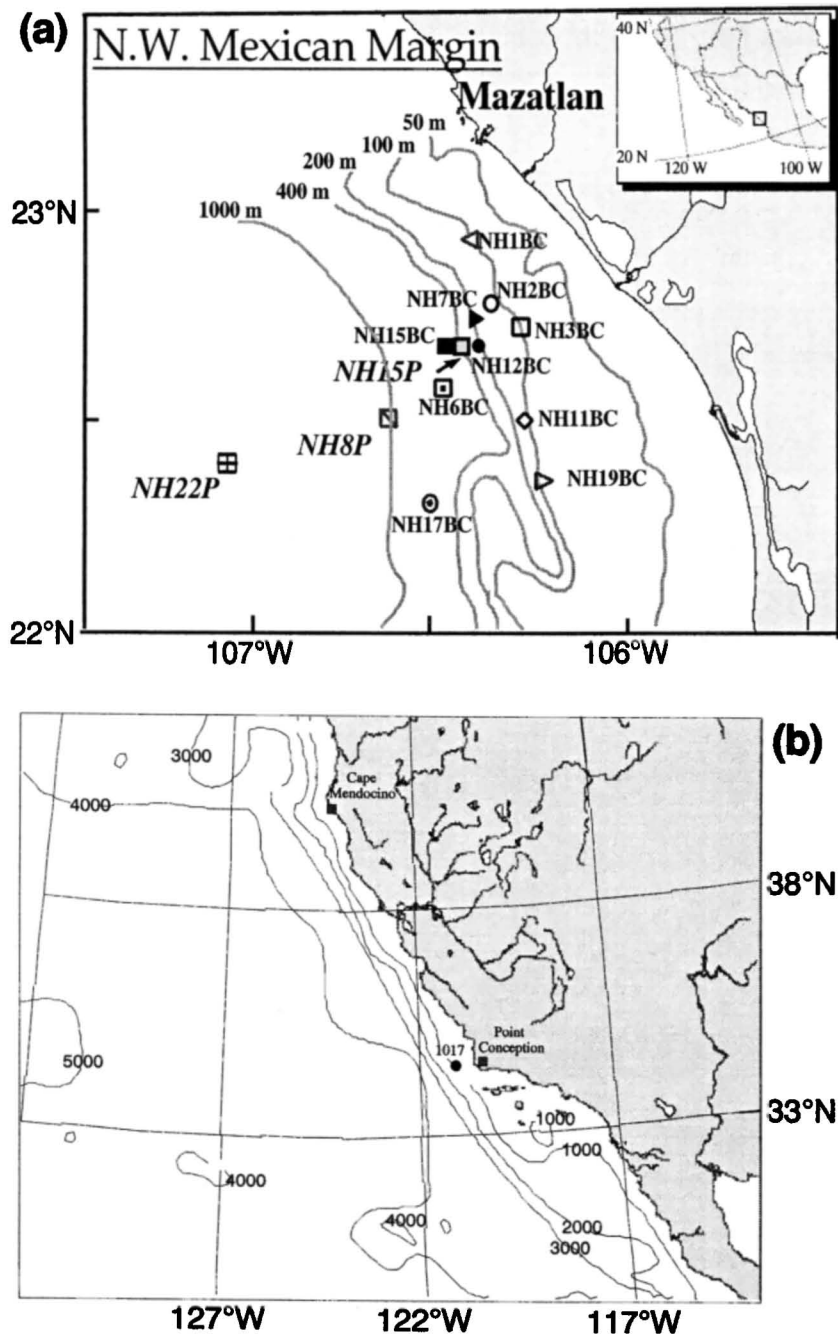 (a)
N.W. Mexican Margin
Mazatlan
40 N
20 N
120 W
100 W
50 m
100 m
200 m
400 m
1000 m
23°N
NH1BC
NH2BC
NH7BC
NH3BC
NH15BC
NH12BC
NH15P
NH6BC
NH11BC
NH8P
NH22P
NH19BC
NH17BC
22°N
107°W
106°W
(b)
3000
4000
Cape
Mendocino
38°N
5000
1017
Point
Conception
33°N
1000
1000
4000
4000
2000
3000
127°W
122°W
117°W